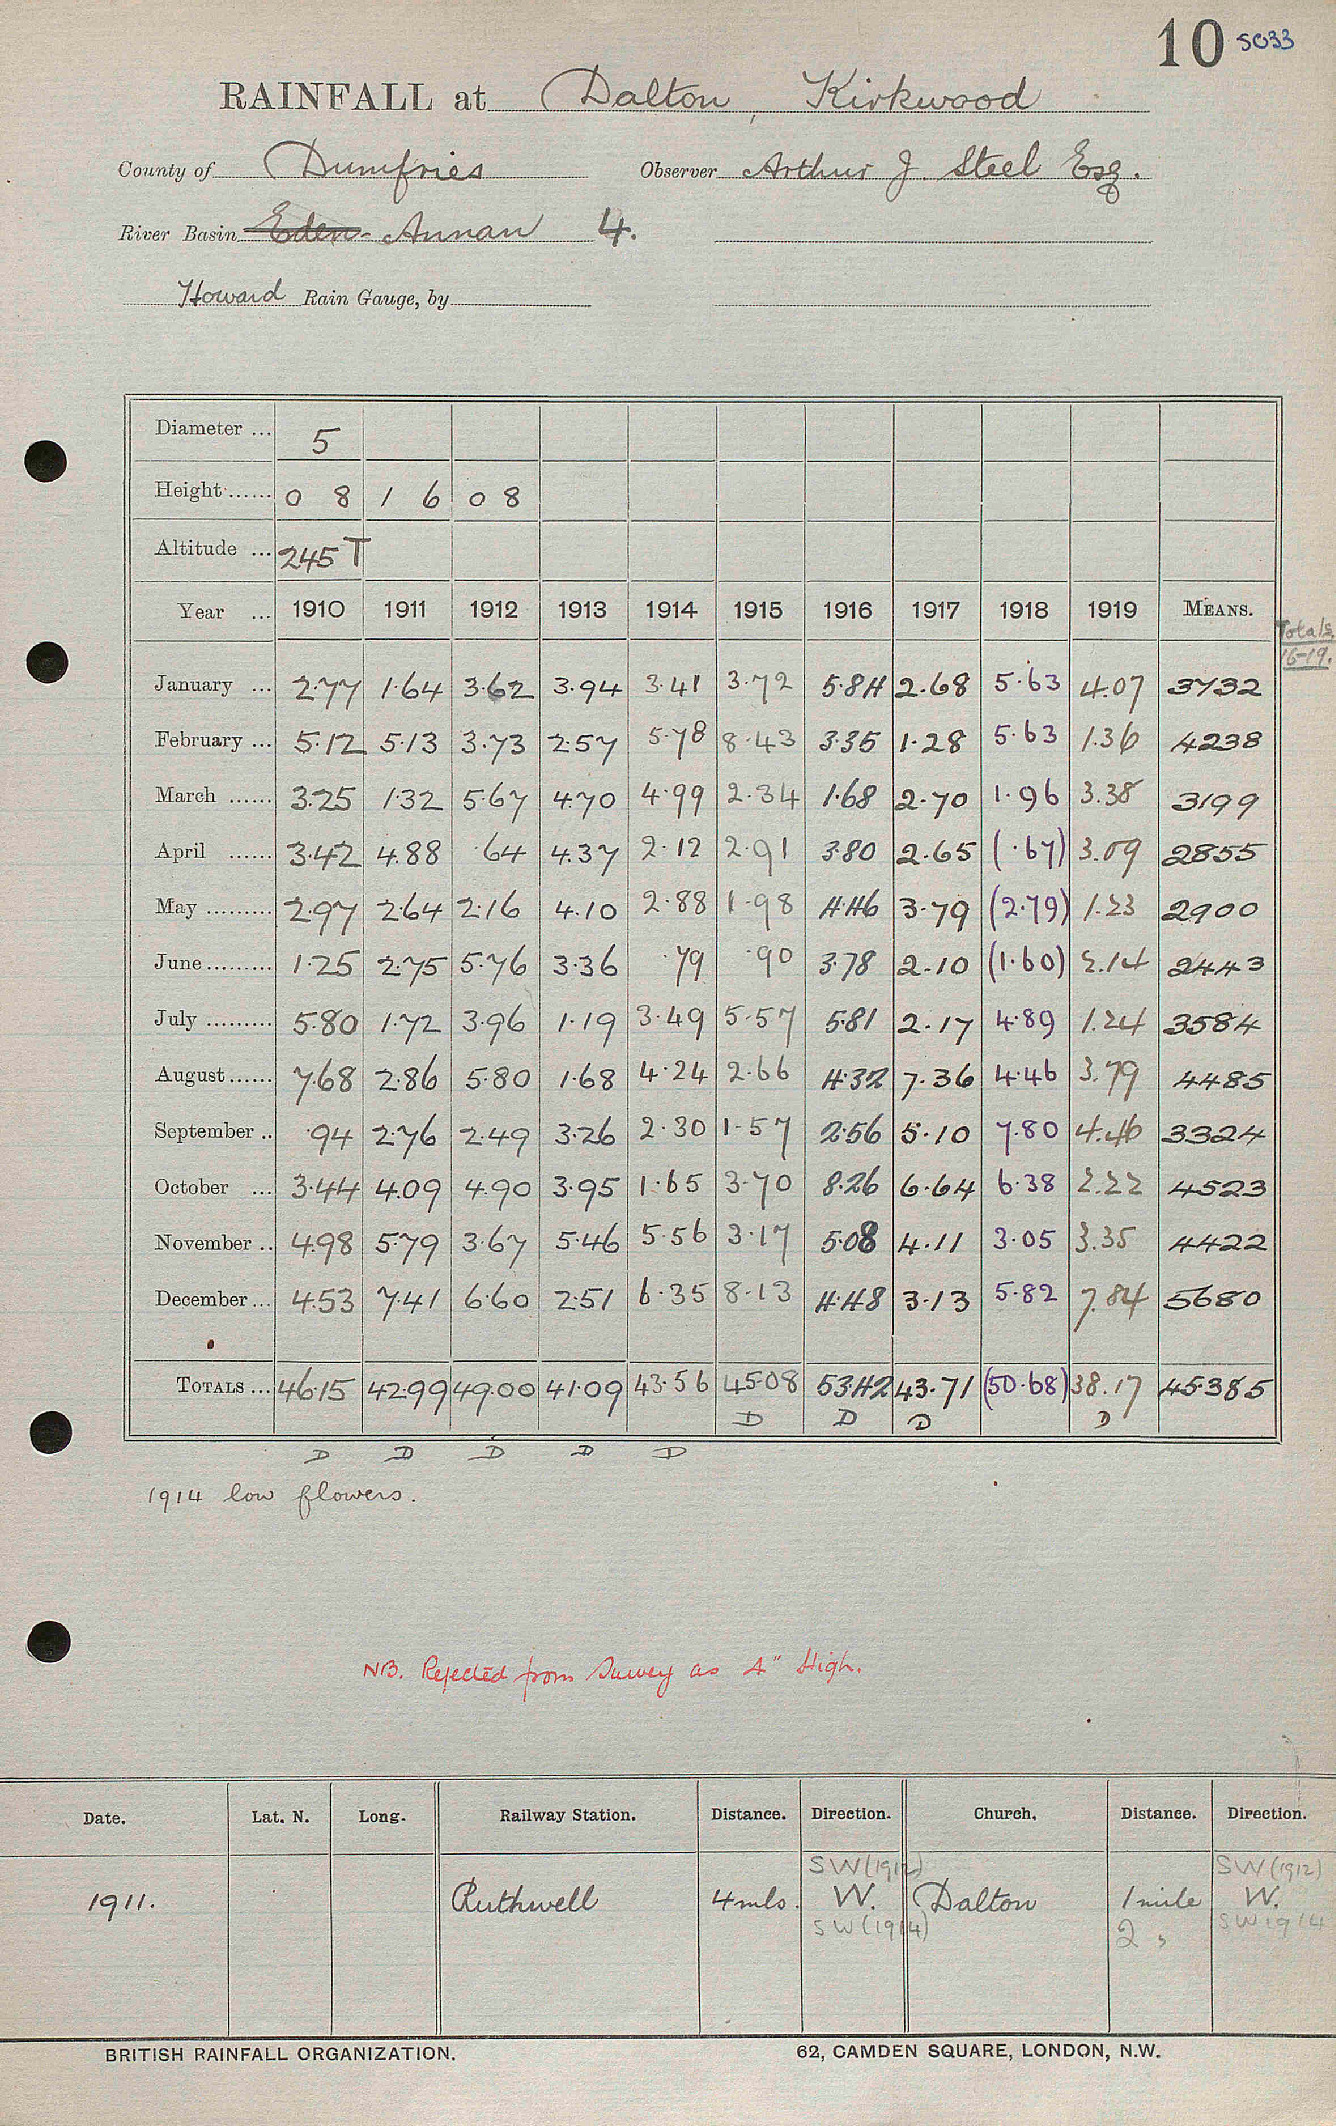 10 5033
RAINFALL at Dalton, Kirkwood
County of Dumfries Observer Arthur J. Steel Esq.
River Basin Eden - Annan 4.
Howard Rain Gauge, by
Diameter ... 5
Height ...... 0 8 1 6 0 8
Altitude ... 245 T
Year ... 1910 1911 1912 1913 1914 1915 1916 1917 1918 1919 MEANS. Totals 16-19.
January ... 2.77 1.64 3.62 3.94 3.41 3.72 5.84 2.68 5.63 4.07 3732
February ... 5.12 5.13 3.73 2.57 5.78 8.43 3.35 1.28 5.63 1.36 4238
March ...... 3.25 1.32 5.67 4.70 4.99 2.34 1.68 2.70 1.96 3.38 3199
April ...... 3.42 4.88 .64 4.37 2.12 2.91 3.80 2.65 (.67) 3.09 2855
May ......... 2.97 2.64 2.16 4.10 2.88 1.98 4.46 3.79 (2.79) 1.23 2900
June ......... 1.25 2.75 5.76 3.36 .79 .90 3.78 2.10 (1.60) 2.14 2443
July ......... 5.80 1.72 3.96 1.19 3.49 5.57 5.81 2.17 4.89 1.24 3584
August ...... 7.68 2.86 5.80 1.68 4.24 2.66 4.32 7.36 4.46 3.79 4485
September .. .94 2.76 2.49 3.26 2.30 1.57 2.56 5.10 7.80 4.46 3324
October ... 3.44 4.09 4.90 3.95 1.65 3.70 8.26 6.64 6.38 2.22 4523
November .. 4.98 5.79 3.67 5.46 5.56 3.17 5.08 4.11 3.05 3.35 4422
December ... 4.53 7.41 6.60 2.51 6.35 8.13 4.48 3.13 5.82 7.84 5680
TOTALS ... 46.15 42.99 49.00 41.09 43.56 45.08 53.42 43.71 (50.68) 38.17 45.385
D D D D
D D D D D
1914 low flowers.
NB. Rejected from Survey as 4" High.
Date. Lat. N. Long. Railway Station. Distance. Direction. Church. Distance. Direction.
SW (1912) SW (1912)
1911. Ruthwell 4 mls. W. Dalton 1 mile W.
SW (1914) 2 " SW 1914
BRITISH RAINFALL ORGANIZATION. 62, CAMDEN SQUARE, LONDON, N.W.